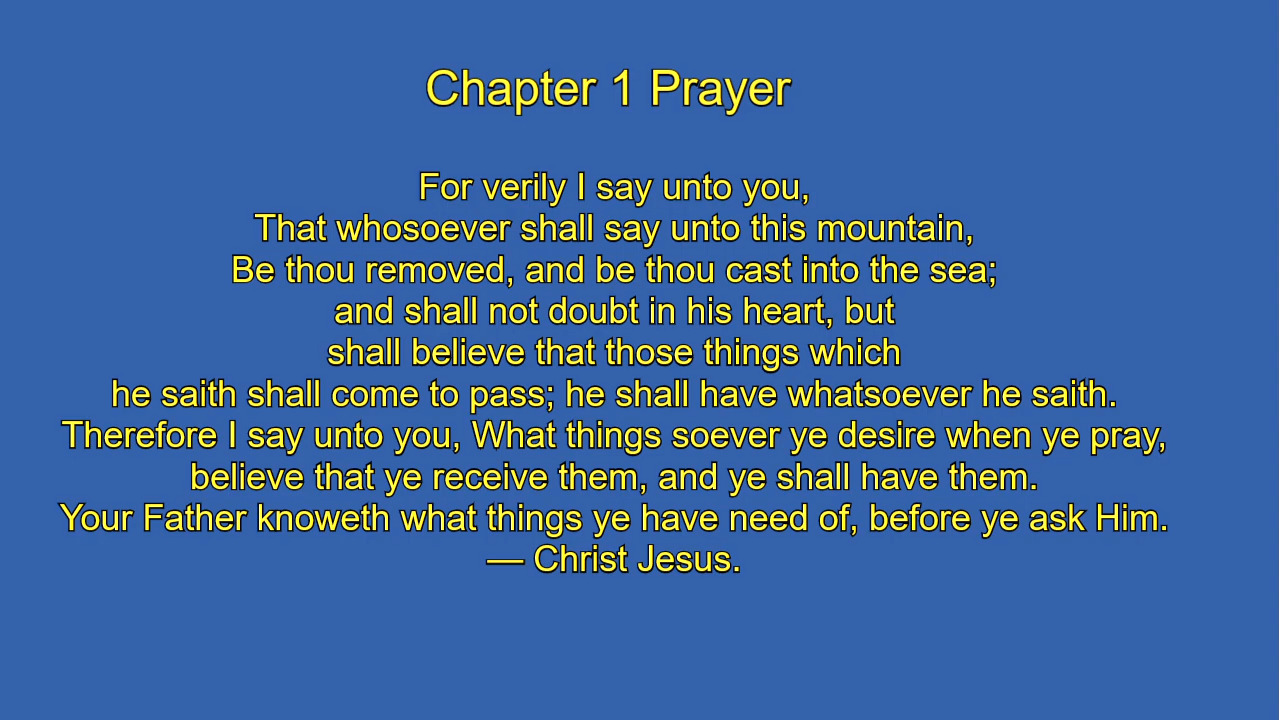 Chapter 1 Prayer
For verily I say unto you,
That whosoever shall say unto this mountain,
Be thou removed, and be thou cast into the sea;
and shall not doubt in his heart, but
shall believe that those things which
he saith shall come to pass; he shall have whatsoever he saith.
Therefore I say unto you, What things soever ye desire when ye pray,
believe that ye receive them, and ye shall have them.
Your Father knoweth what things ye have need of, before ye ask Him.
— Christ Jesus.